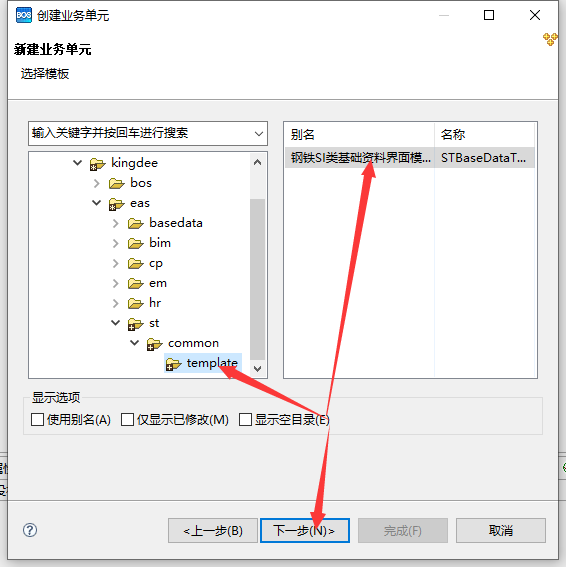 BOS 创建业务单元
新建业务单元
选择模板
输入关键字并按回车进行搜索
kingdee
bos
eas
basedata
bim
cp
em
hr
st
common
template
别名 名称
钢铁SI类基础资料界面模... STBaseDataT...
显示选项
使用别名(A) 仅显示已修改(M) 显示空目录(E)
<上一步(B) 下一步(N)> 完成(F) 取消